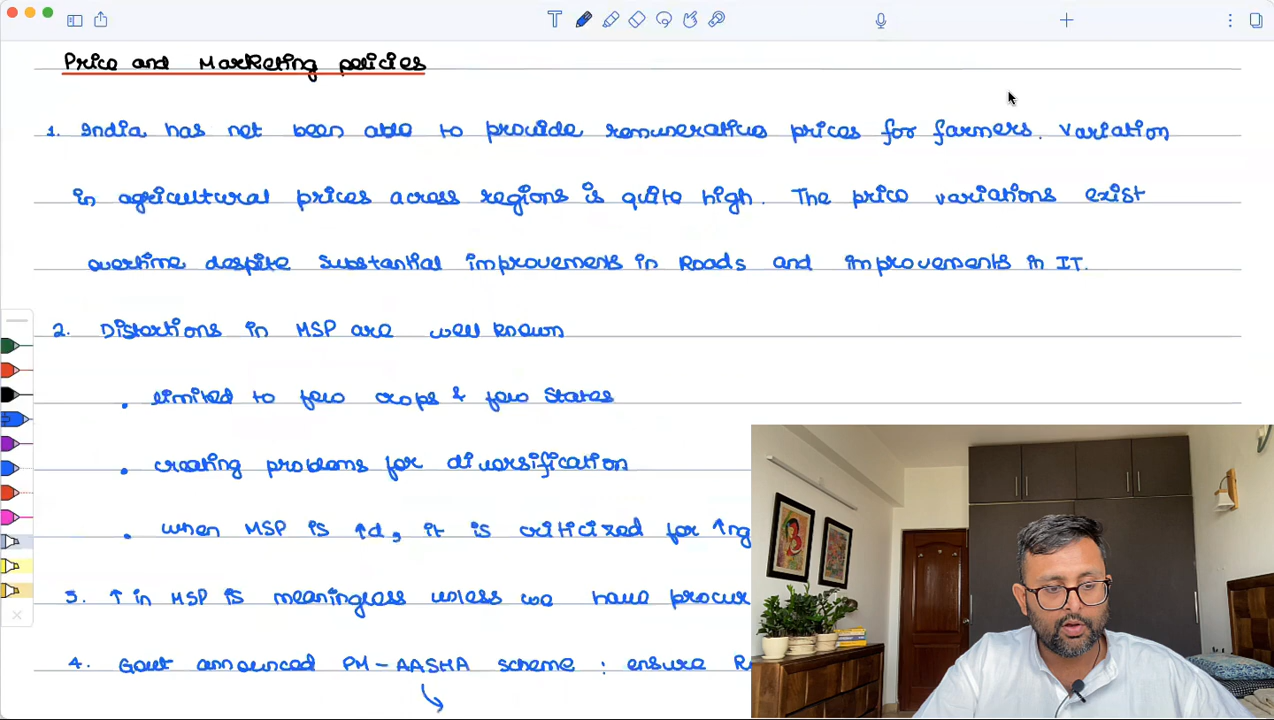 Price and Marketing policies
1. India has not been able to provide remunerative prices for farmers. Variation
in agricultural prices across regions is quite high. The price variations exist
overtime despite substantial improvements in Roads and improvements in IT.
2. Distortions in MSP are well known
• limited to few crops & few States
• creating problems for diversification
• when MSP is ↑d, it is criticized for ↑ng
3. ↑ in MSP is meaningless unless we have procur
4. Govt announced PM-AASHA scheme : ensure R